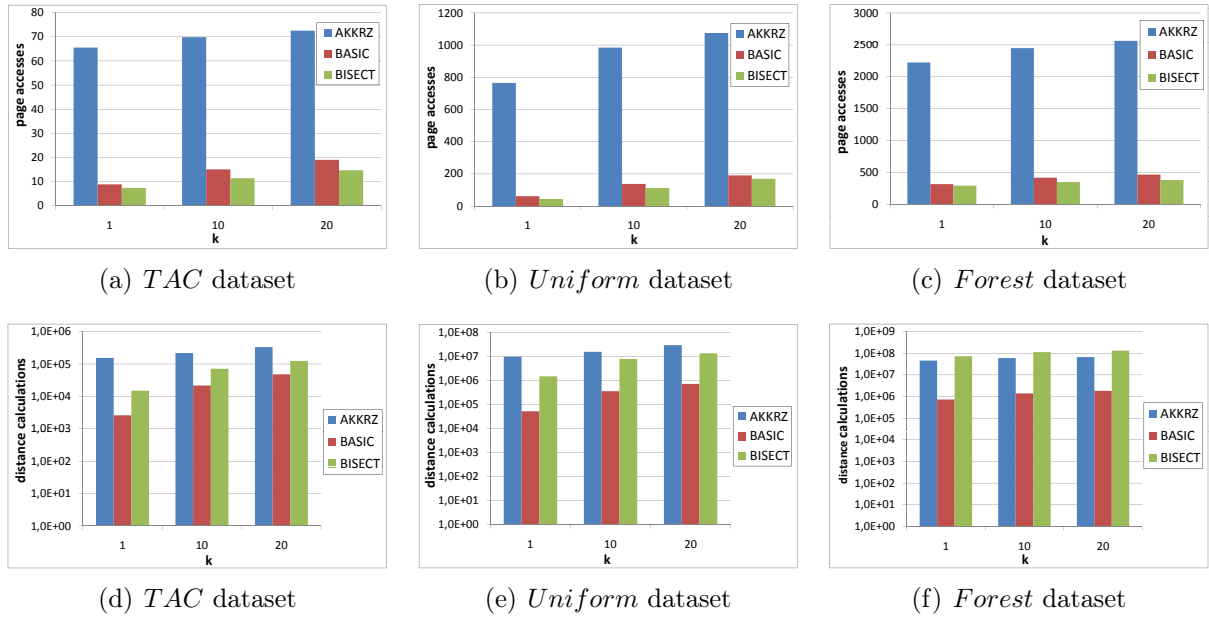 80
70
60
50
40
30
20
10
0
page accesses
1 10 20
k
AKKRZ
BASIC
BISECT
(a) TAC dataset
1200
1000
800
600
400
200
0
page accesses
1 10 20
k
AKKRZ
BASIC
BISECT
(b) Uniform dataset
3000
2500
2000
1500
1000
500
0
page accesses
1 10 20
k
AKKRZ
BASIC
BISECT
(c) Forest dataset
1,0E+06
1,0E+05
1,0E+04
1,0E+03
1,0E+02
1,0E+01
1,0E+00
distance calculations
1 10 20
k
AKKRZ
BASIC
BISECT
(d) TAC dataset
1,0E+08
1,0E+07
1,0E+06
1,0E+05
1,0E+04
1,0E+03
1,0E+02
1,0E+01
1,0E+00
distance calculations
1 10 20
k
AKKRZ
BASIC
BISECT
(e) Uniform dataset
1,0E+09
1,0E+08
1,0E+07
1,0E+06
1,0E+05
1,0E+04
1,0E+03
1,0E+02
1,0E+01
1,0E+00
distance calculations
1 10 20
k
AKKRZ
BASIC
BISECT
(f) Forest dataset